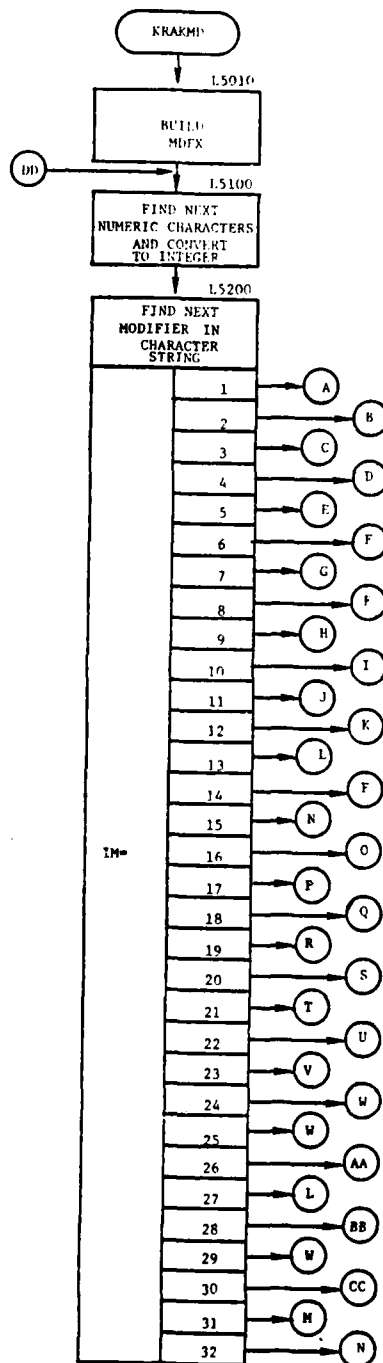 KRAKMD
L5010
BUILD
MDEX
DD
L5100
FIND NEXT
NUMERIC CHARACTERS
AND CONVERT
TO INTEGER
L5200
FIND NEXT
MODIFIER IN
CHARACTER
STRING
1 A
2 B
3 C
4 D
5 E
6 F
7 G
8 F
9 H
10 I
11 J
12 K
13 L
14 F
15 N
IM=
16 O
17 P
18 Q
19 R
20 S
21 T
22 U
23 V
24 W
25 W
26 AA
27 L
28 BB
29 W
30 CC
31 M
32 N